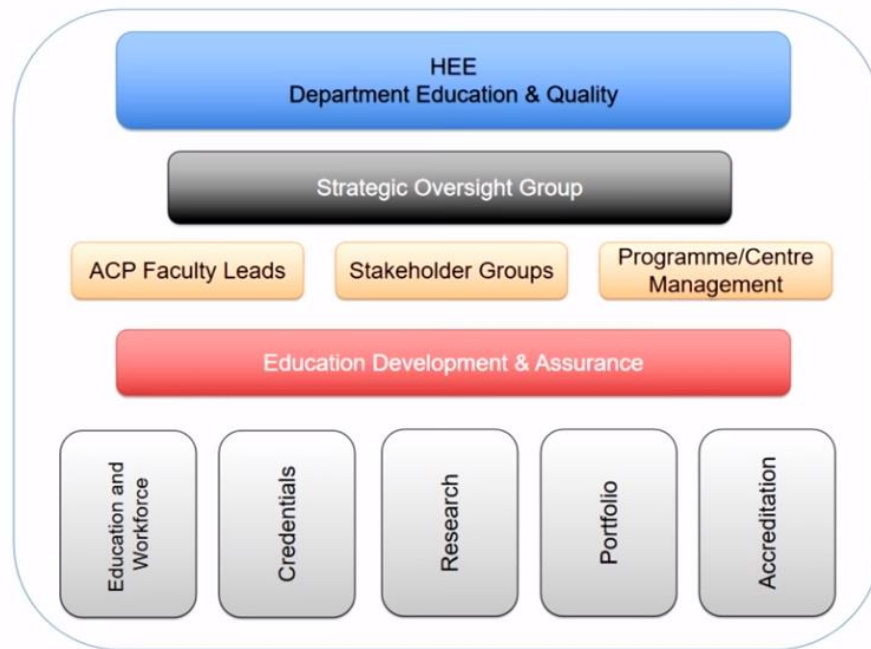 HEE
Department Education & Quality
Strategic Oversight Group
ACP Faculty Leads
Stakeholder Groups
Programme/Centre
Management
Education Development & Assurance
Education and
Workforce
Credentials
Research
Portfolio
Accreditation